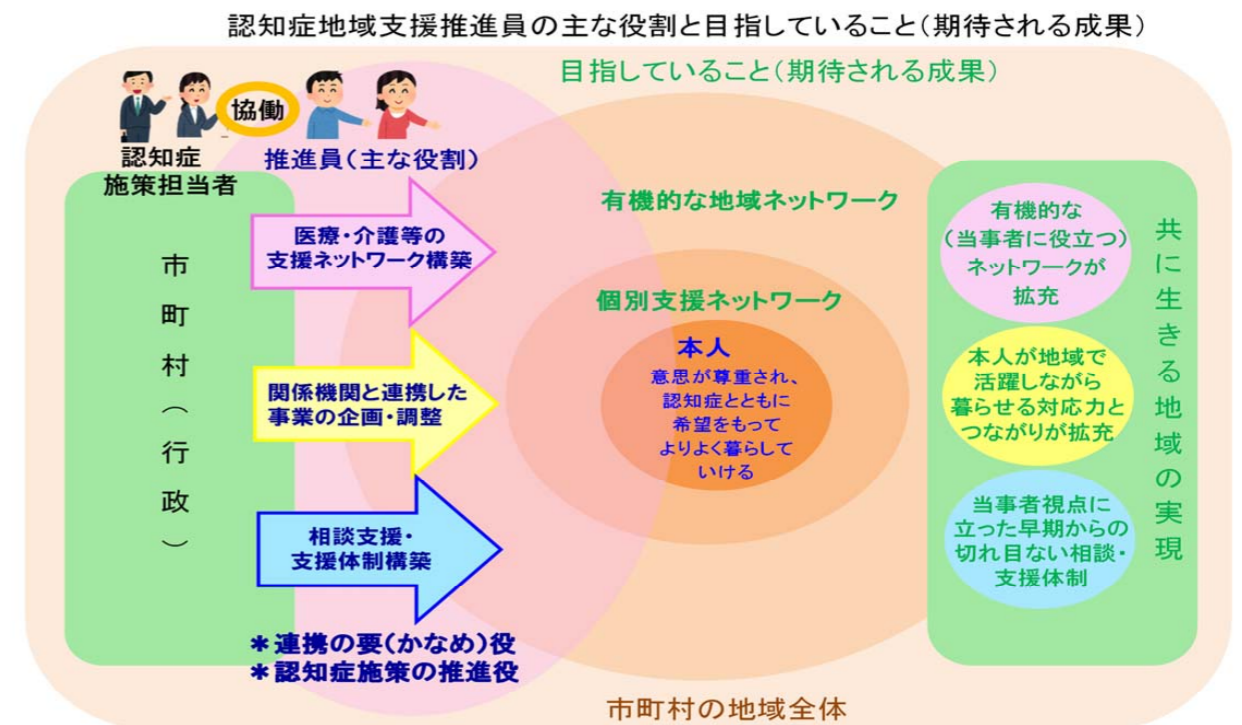 認知症地域支援推進員の主な役割と目指していること(期待される成果)
目指していること(期待される成果)
協働
認知症
施策担当者
推進員(主な役割)
市町村(行政)
医療・介護等の
支援ネットワーク構築
関係機関と連携した
事業の企画・調整
相談支援・
支援体制構築
＊連携の要(かなめ)役
＊認知症施策の推進役
有機的な地域ネットワーク
個別支援ネットワーク
本人
意思が尊重され、
認知症とともに
希望をもって
よりよく暮らして
いける
有機的な
(当事者に役立つ)
ネットワークが
拡充
本人が地域で
活躍しながら
暮らせる対応力と
つながりが拡充
当事者視点に
立った早期からの
切れ目ない相談・
支援体制
共に生きる地域の実現
市町村の地域全体